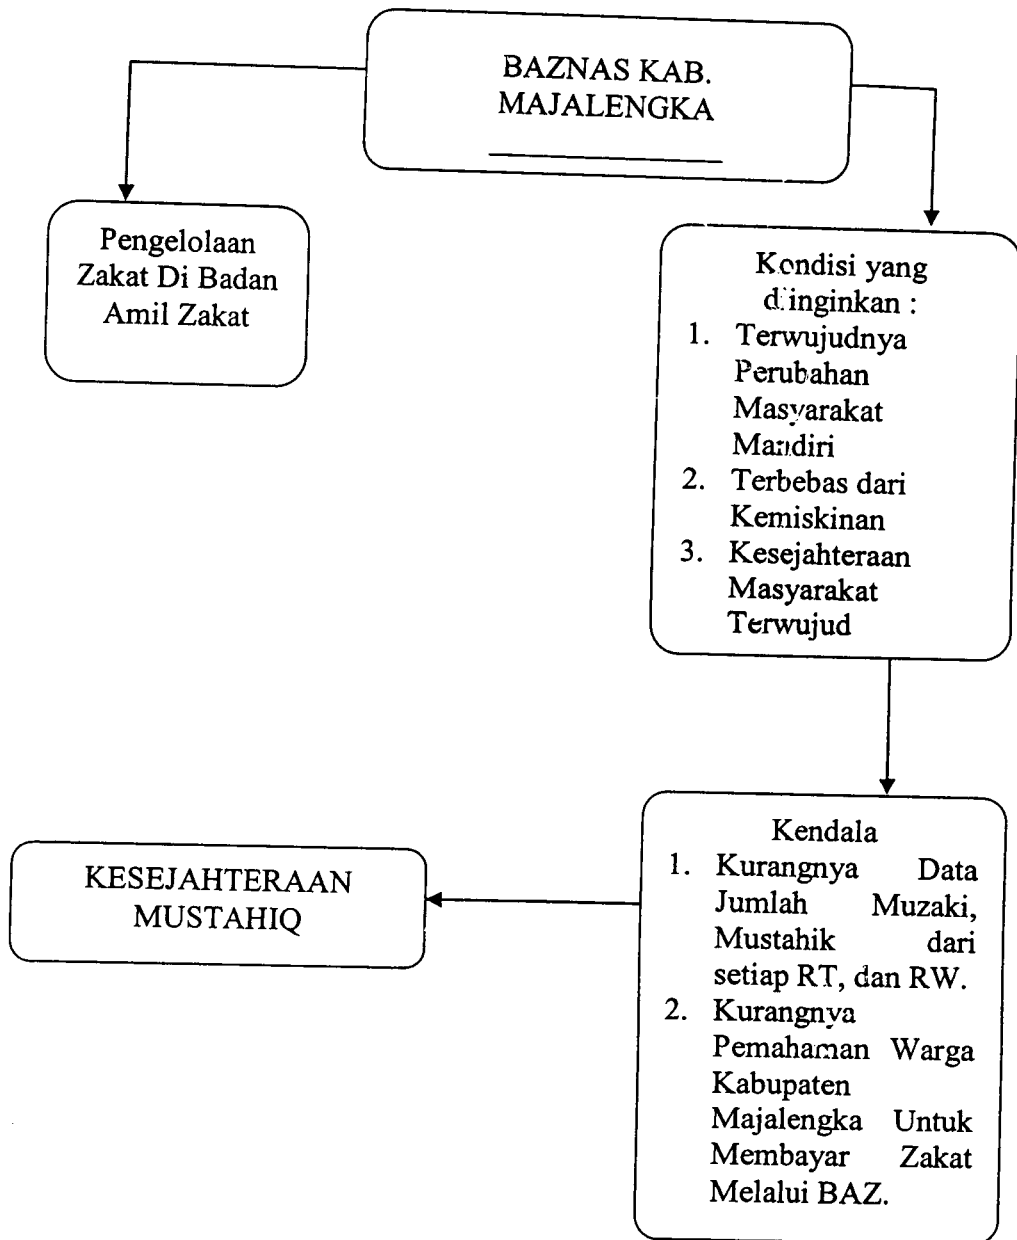 BAZNAS KAB.
MAJALENGKA
Pengelolaan
Zakat Di Badan
Amil Zakat
Kondisi yang
diinginkan :
1. Terwujudnya
Perubahan
Masyarakat
Mandiri
2. Terbebas dari
Kemiskinan
3. Kesejahteraan
Masyarakat
Terwujud
KESEJAHTERAAN
MUSTAHIQ
Kendala
1. Kurangnya Data
Jumlah Muzaki,
Mustahik dari
setiap RT, dan RW.
2. Kurangnya
Pemahaman Warga
Kabupaten
Majalengka Untuk
Membayar Zakat
Melalui BAZ.